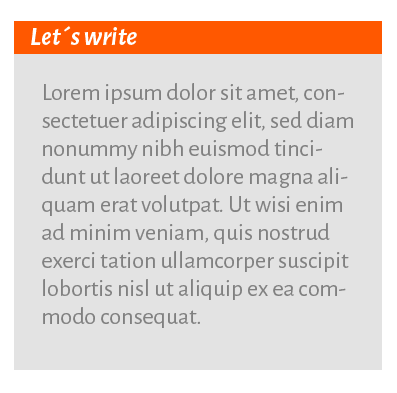 Let´s write
Lorem ipsum dolor sit amet, con-
sectetuer adipiscing elit, sed diam
nonummy nibh euismod tinci-
dunt ut laoreet dolore magna ali-
quam erat volutpat. Ut wisi enim
ad minim veniam, quis nostrud
exerci tation ullamcorper suscipit
lobortis nisl ut aliquip ex ea com-
modo consequat.